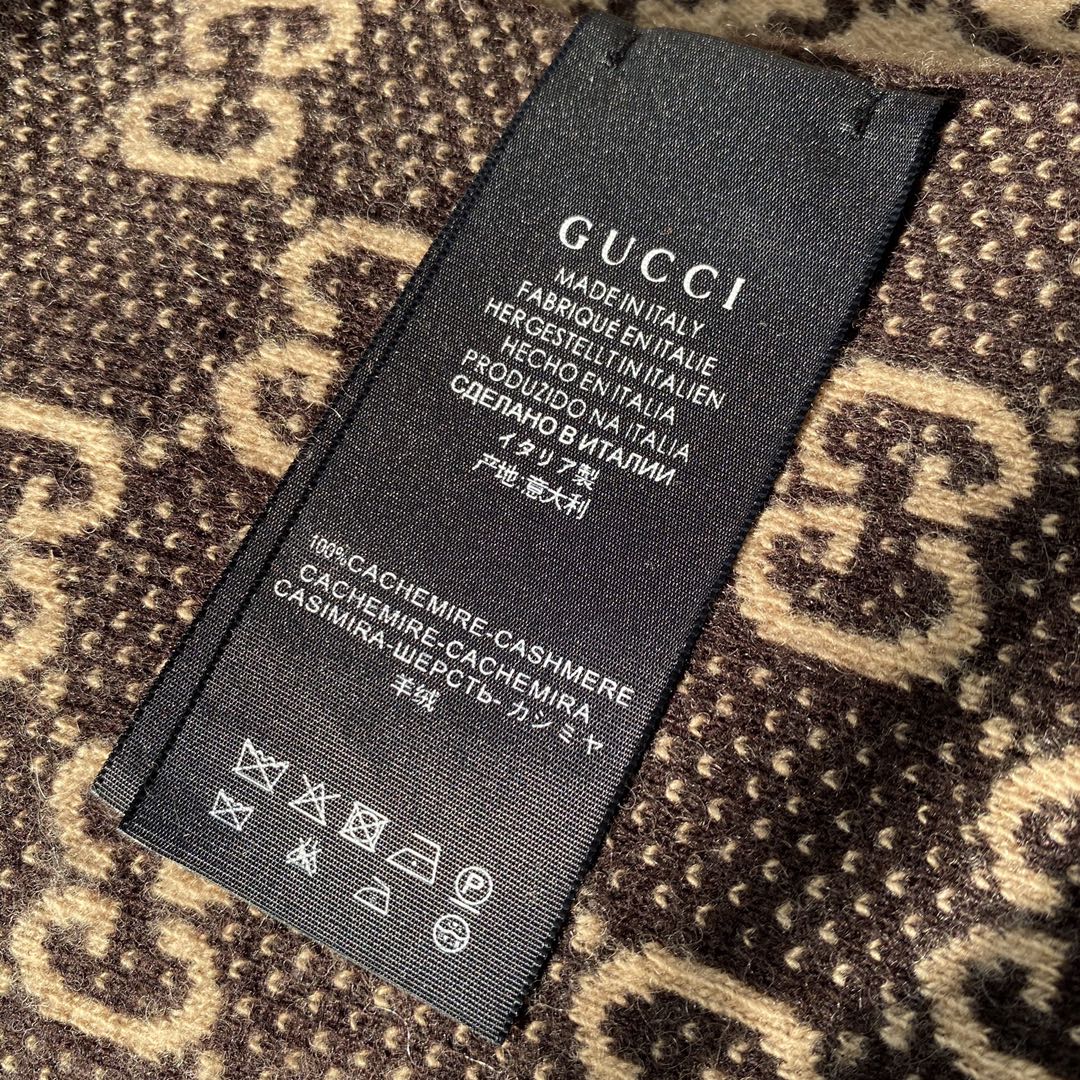 GUCCI
MADE IN ITALY
FABRIQUÉ EN ITALIE
HERGESTELLT IN ITALIEN
HECHO EN ITALIA
PRODUZIDO NA ITALIA
СДЕЛАНО В ИТАЛИИ
イタリア製
产地:意大利
100%CACHEMIRE-CASHMERE
CACHEMIRE-CACHEMIRA
CASIMIRA-ШЕРСТЬ-カシミヤ
羊绒
P